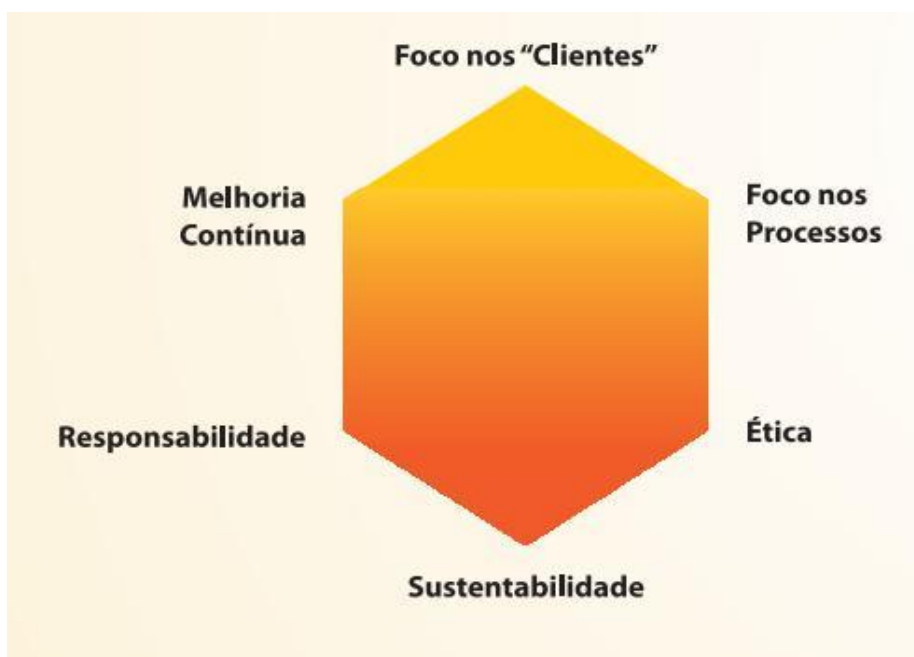 Foco nos “Clientes”
Melhoria
Contínua
Foco nos
Processos
Responsabilidade
Ética
Sustentabilidade